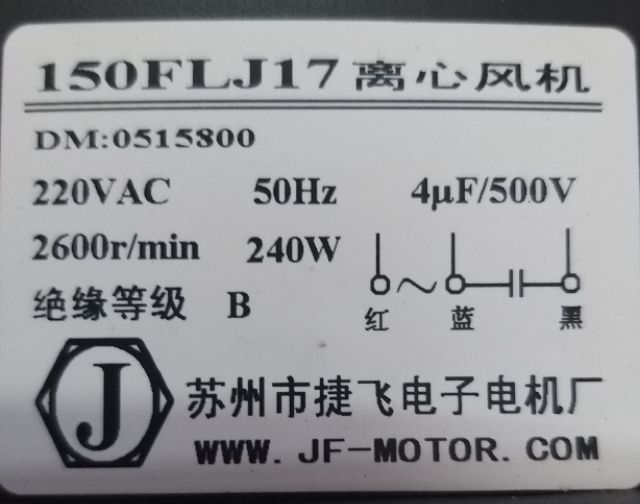 150FLJ17 离心风机
DM:0515800
220VAC 50Hz 4μF/500V
2600r/min 240W
绝缘等级 B
红 ~ 蓝 黑
J
苏州市捷飞电子电机厂
WWW.JF-MOTOR.COM